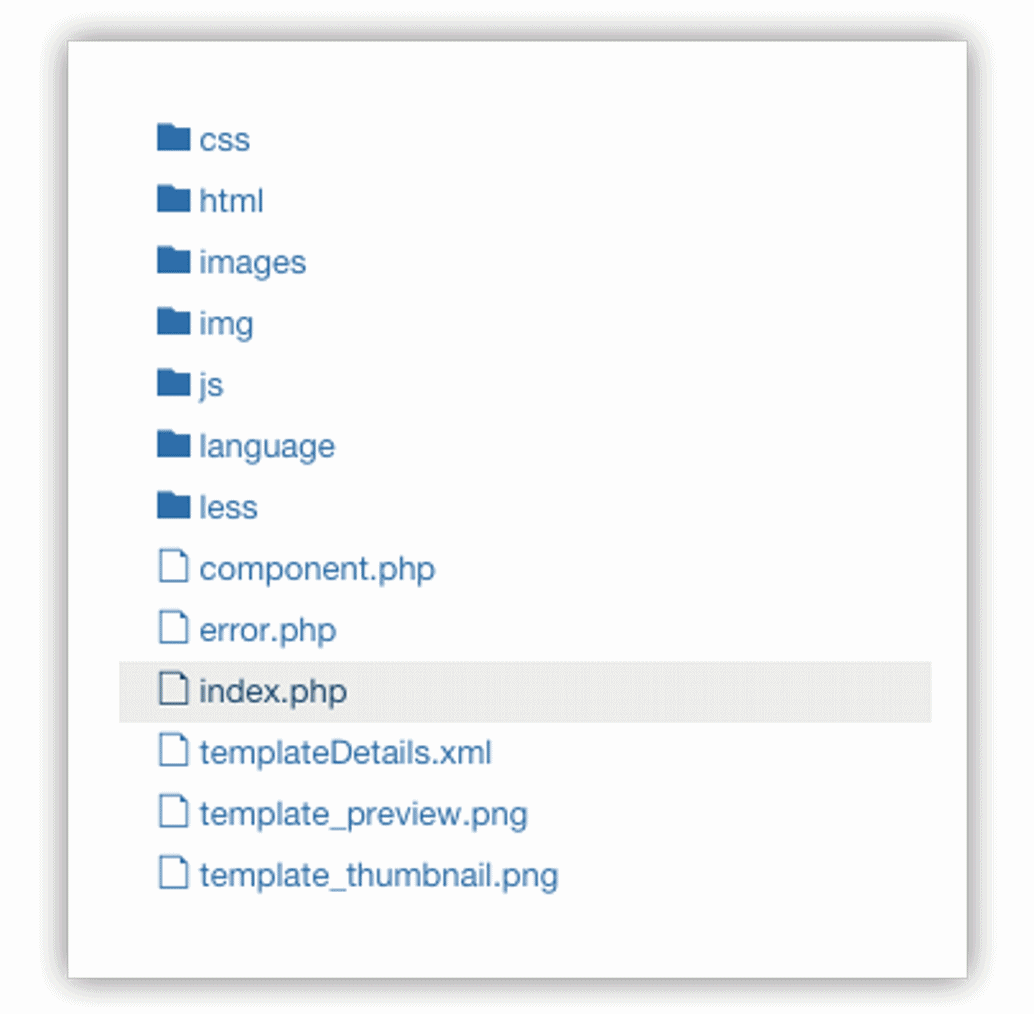 css
html
images
img
js
language
less
component.php
error.php
index.php
templateDetails.xml
template_preview.png
template_thumbnail.png